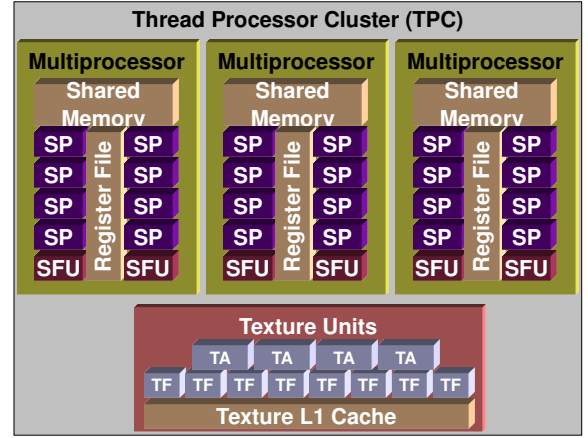 Thread Processor Cluster (TPC)
Multiprocessor Multiprocessor Multiprocessor
Shared Memory Shared Memory Shared Memory
SP SP SP SP SP SP
SP SP SP SP SP SP
SP SP SP SP SP SP
SP SP SP SP SP SP
Register File Register File Register File
SFU SFU SFU SFU SFU SFU
Texture Units
TA TA TA TA
TF TF TF TF TF TF TF TF
Texture L1 Cache